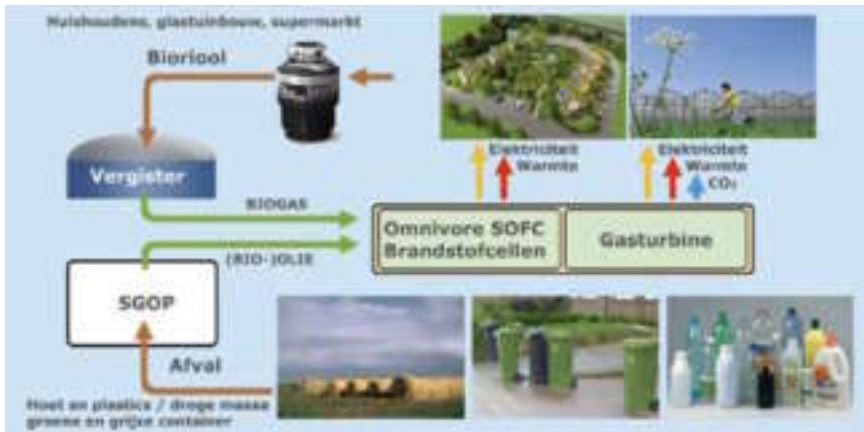 Huishoudens, glastuinbouw, supermarkt
Bioriool
Vergister
BIOGAS
(BIO-)OLIE
SGOP
Afval
Hout en plastics / droge massa
groene en grijze container
Elektriciteit
Warmte
Elektriciteit
Warmte
CO₂
Omnivore SOFC
Brandstofcellen
Gasturbine